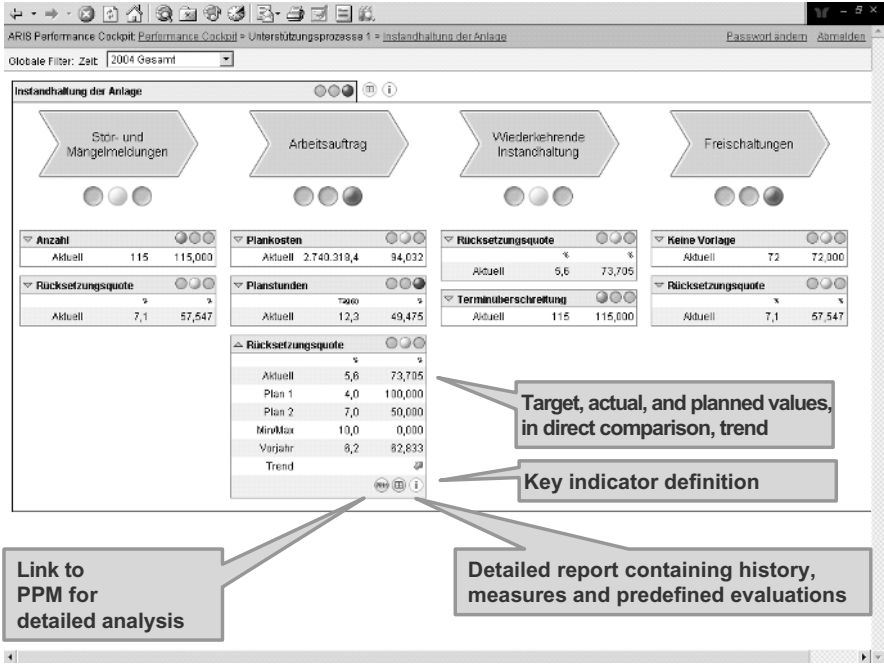 ARIS Performance Cockpit: Performance Cockpit » Unterstützungsprozesse 1 » Instandhaltung der Anlage
Passwort ändern Abmelden
Globale Filter: Zeit: 2004 Gesamt
Instandhaltung der Anlage
Stör- und
Mängelmeldungen
Arbeitsauftrag
Wiederkehrende
Instandhaltung
Freischaltungen
Anzahl
Aktuell 115 115,000
Rücksetzungsquote
% %
Aktuell 7,1 57,547
Plankosten
Aktuell 2.740.318,4 94,032
Planstunden
Tage %
Aktuell 12,3 49,475
Rücksetzungsquote
% %
Aktuell 5,6 73,705
Plan 1 4,0 100,000
Plan 2 7,0 50,000
Min/Max 10,0 0,000
Vorjahr 6,2 62,833
Trend
Rücksetzungsquote
% %
Aktuell 5,6 73,705
Terminüberschreitung
Aktuell 115 115,000
Keine Vorlage
Aktuell 72 72,000
Rücksetzungsquote
% %
Aktuell 7,1 57,547
Target, actual, and planned values,
in direct comparison, trend
Key indicator definition
Link to
PPM for
detailed analysis
Detailed report containing history,
measures and predefined evaluations